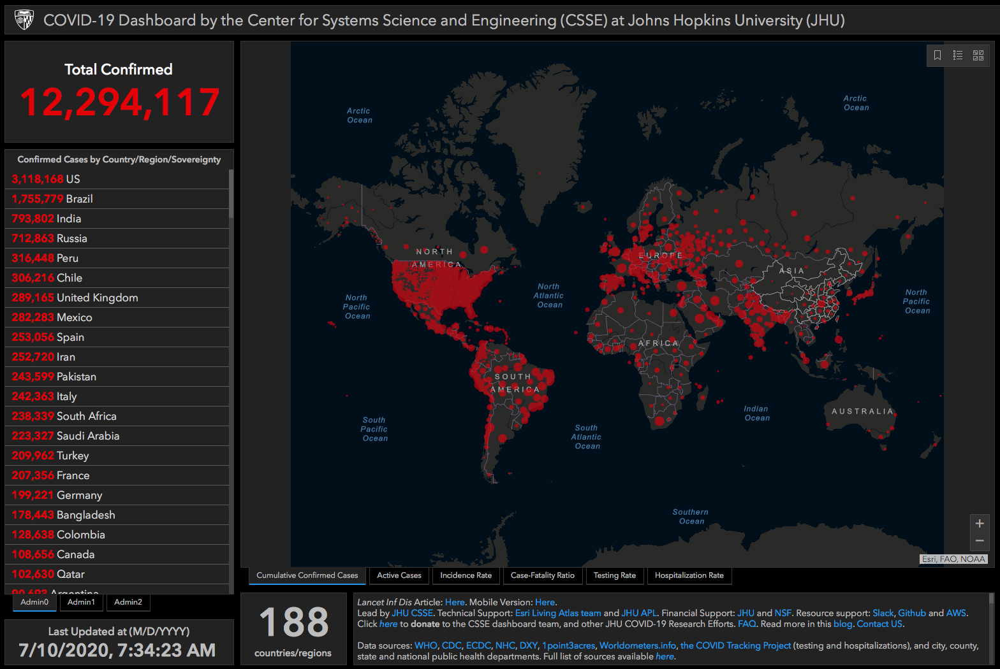 COVID-19 Dashboard by the Center for Systems Science and Engineering (CSSE) at Johns Hopkins University (JHU)
Total Confirmed
12,294,117
Confirmed Cases by Country/Region/Sovereignty
3,118,168 US
1,755,779 Brazil
793,802 India
712,863 Russia
316,448 Peru
306,216 Chile
289,165 United Kingdom
282,283 Mexico
253,056 Spain
252,720 Iran
243,599 Pakistan
242,363 Italy
238,339 South Africa
223,327 Saudi Arabia
209,962 Turkey
207,356 France
199,221 Germany
178,443 Bangladesh
128,638 Colombia
108,656 Canada
102,630 Qatar
90,693 Argentina
Admin0
Admin1
Admin2
Last Updated at (M/D/YYYY)
7/10/2020, 7:34:23 AM
Arctic
Ocean
Arctic
Ocean
NORTH
AMERICA
EUROPE
ASIA
North
Pacific
Ocean
North
Atlantic
Ocean
North
Pacific
Ocean
AFRICA
SOUTH
AMERICA
AUSTRALIA
Indian
Ocean
South
Pacific
Ocean
South
Atlantic
Ocean
Southern
Ocean
+
−
Esri, FAO, NOAA
Cumulative Confirmed Cases
Active Cases
Incidence Rate
Case-Fatality Ratio
Testing Rate
Hospitalization Rate
188
countries/regions
Lancet Inf Dis Article: Here. Mobile Version: Here.
Lead by JHU CSSE. Technical Support: Esri Living Atlas team and JHU APL. Financial Support: JHU and NSF. Resource support: Slack, Github and AWS.
Click here to donate to the CSSE dashboard team, and other JHU COVID-19 Research Efforts. FAQ. Read more in this blog. Contact US.
Data sources: WHO, CDC, ECDC, NHC, DXY, 1point3acres, Worldometers.info, the COVID Tracking Project (testing and hospitalizations), and city, county,
state and national public health departments. Full list of sources available here.